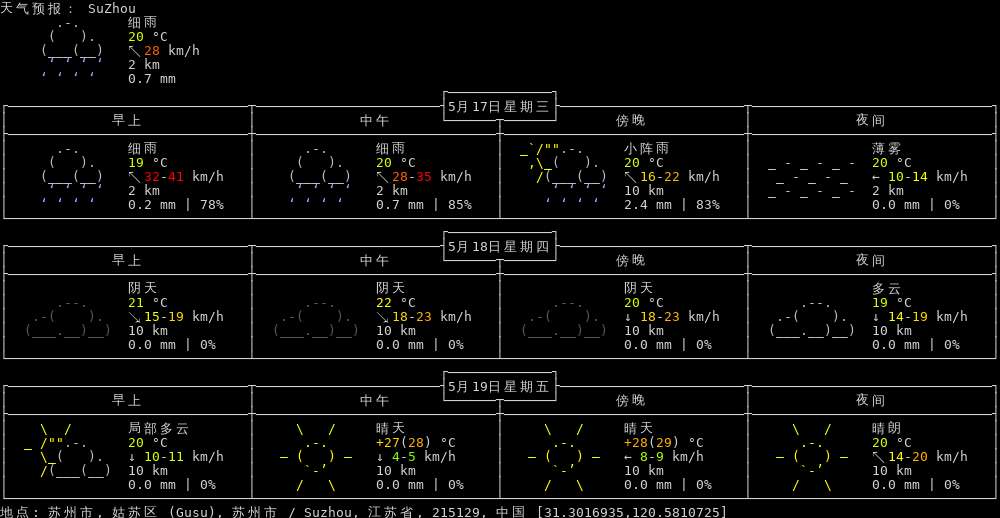 天气预报： SuZhou
细雨
20 °C
↖ 28 km/h
2 km
0.7 mm
5月17日星期三
早上 中午 傍晚 夜间
细雨 细雨 小阵雨 薄雾
19 °C 20 °C 20 °C 20 °C
↖ 32-41 km/h ↖ 28-35 km/h ↖ 16-22 km/h ← 10-14 km/h
2 km 2 km 10 km 2 km
0.2 mm | 78% 0.7 mm | 85% 2.4 mm | 83% 0.0 mm | 0%
5月18日星期四
早上 中午 傍晚 夜间
阴天 阴天 阴天 多云
21 °C 22 °C 20 °C 19 °C
↘ 15-19 km/h ↘ 18-23 km/h ↓ 18-23 km/h ↓ 14-19 km/h
10 km 10 km 10 km 10 km
0.0 mm | 0% 0.0 mm | 0% 0.0 mm | 0% 0.0 mm | 0%
5月19日星期五
早上 中午 傍晚 夜间
局部多云 晴天 晴天 晴朗
20 °C +27(28) °C +28(29) °C 20 °C
↓ 10-11 km/h ↓ 4-5 km/h ← 8-9 km/h ↖ 14-20 km/h
10 km 10 km 10 km 10 km
0.0 mm | 0% 0.0 mm | 0% 0.0 mm | 0% 0.0 mm | 0%
地点: 苏州市, 姑苏区 (Gusu), 苏州市 / Suzhou, 江苏省, 215129, 中国 [31.3016935,120.5810725]